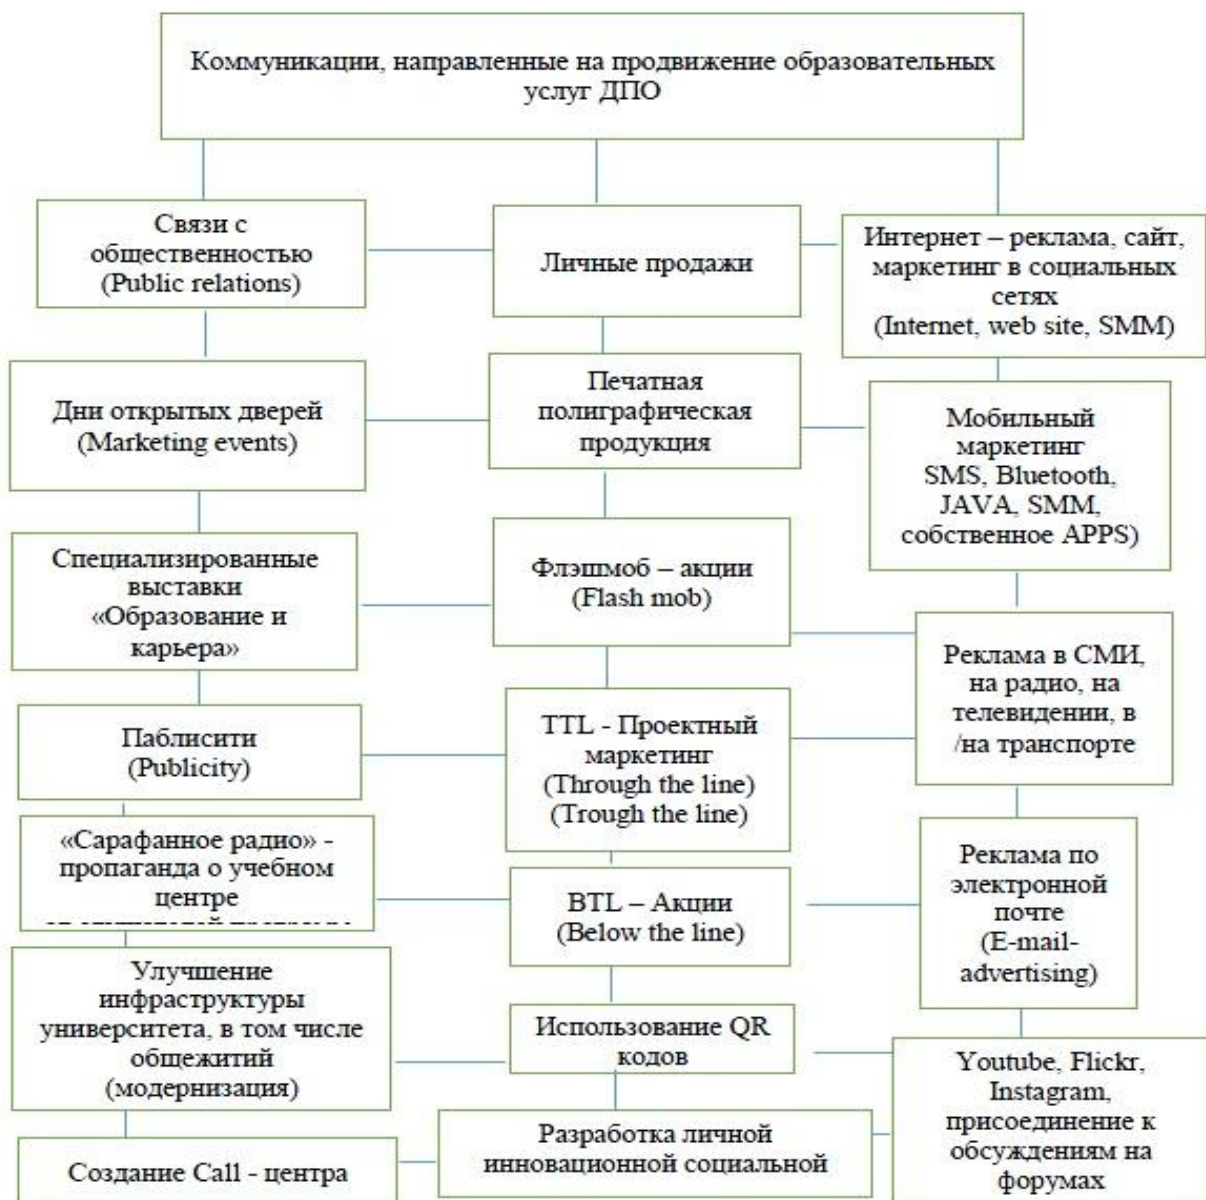 Коммуникации, направленные на продвижение образовательных
услуг ДПО
Связи с
общественностью
(Public relations)
Личные продажи
Интернет – реклама, сайт,
маркетинг в социальных
сетях
(Internet, web site, SMM)
Дни открытых дверей
(Marketing events)
Печатная
полиграфическая
продукция
Мобильный
маркетинг
SMS, Bluetooth,
JAVA, SMM,
собственное APPS)
Специализированные
выставки
«Образование и
карьера»
Флэшмоб – акции
(Flash mob)
Реклама в СМИ,
на радио, на
телевидении, в
/на транспорте
Паблисити
(Publicity)
TTL - Проектный
маркетинг
(Through the line)
(Trough the line)
«Сарафанное радио» -
пропаганда о учебном
центре
BTL – Акции
(Below the line)
Реклама по
электронной
почте
(E-mail-
advertising)
Улучшение
инфраструктуры
университета, в том числе
общежитий
(модернизация)
Использование QR
кодов
Youtube, Flickr,
Instagram,
присоединение к
обсуждениям на
форумах
Создание Call - центра
Разработка личной
инновационной социальной